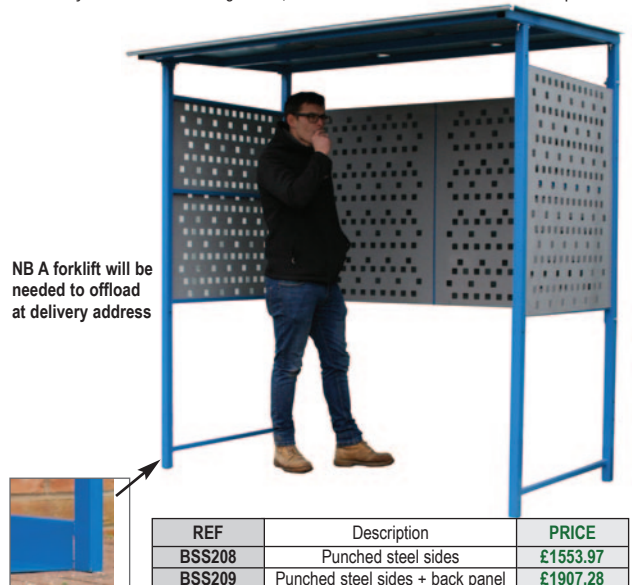 NB A forklift will be
needed to offload
at delivery address
REF Description PRICE
BSS208 Punched steel sides £1553.97
BSS209 Punched steel sides + back panel £1907.28